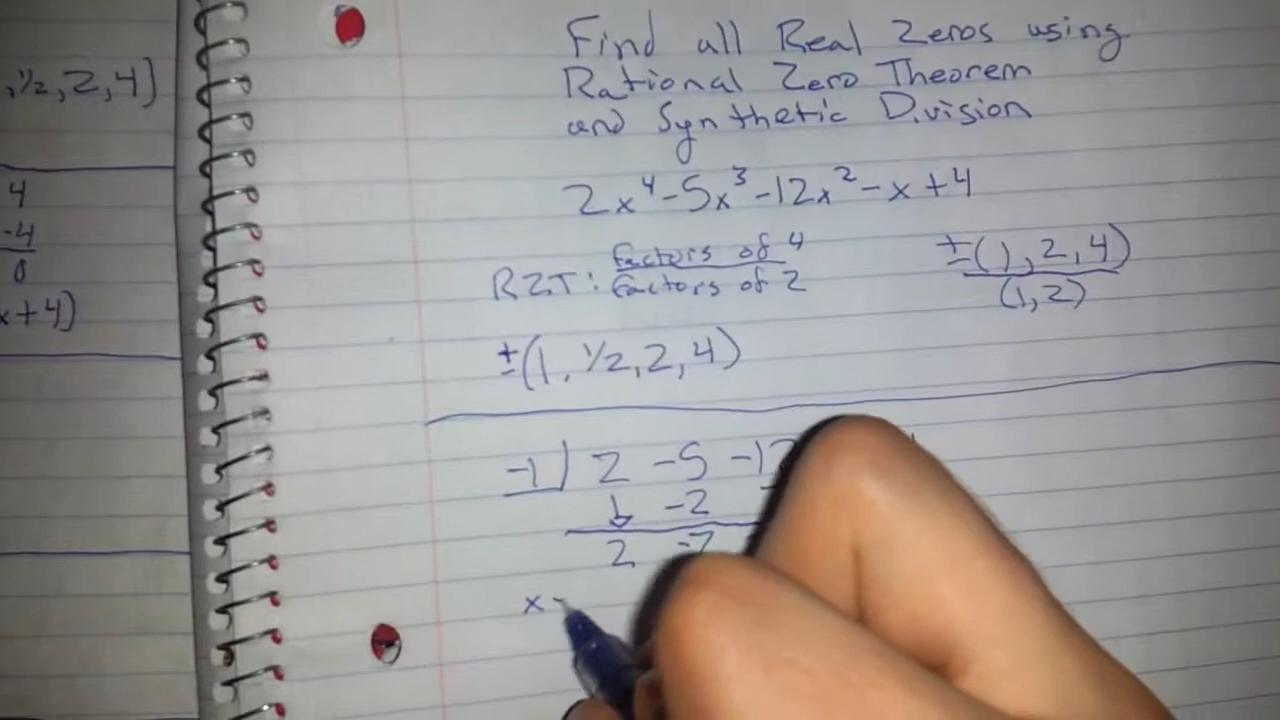 , ½, 2, 4)
4
-4
0
x+4)
Find all Real Zeros using
Rational Zero Theorem
and Synthetic Division
2x⁴-5x³-12x²-x+4
RZT: factors of 4
factors of 2
±(1, 2, 4)
(1, 2)
±(1, ½, 2, 4)
-1) 2 -5 -12
↓ -2
2 -7
x